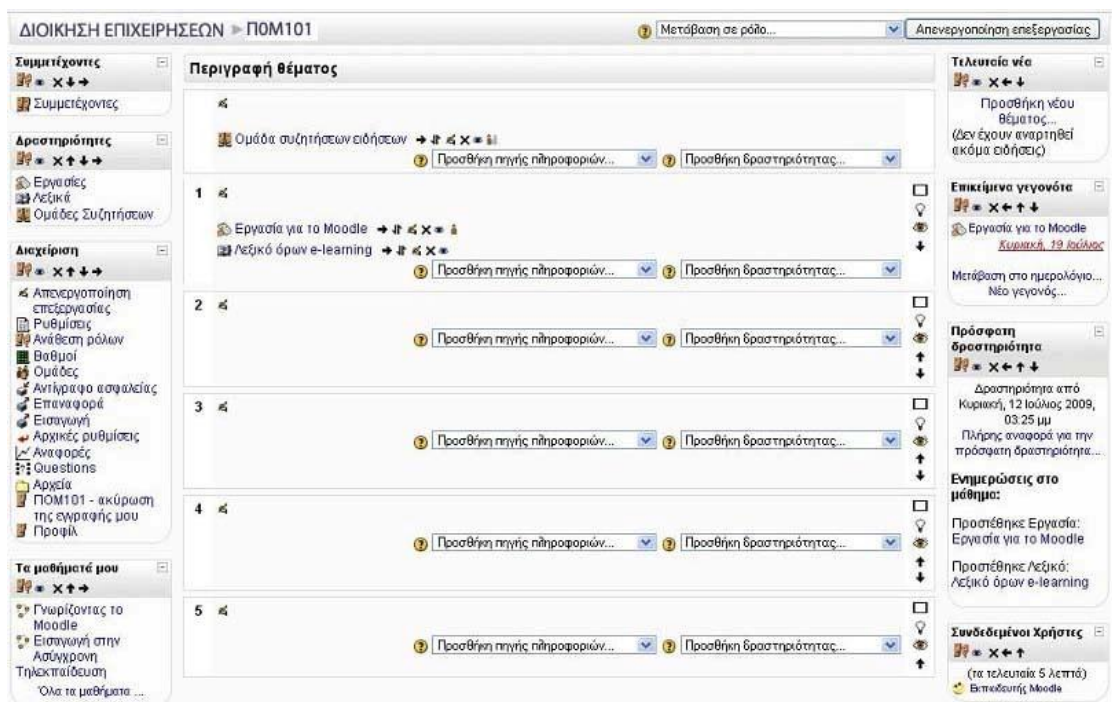 ΔΙΟΙΚΗΣΗ ΕΠΙΧΕΙΡΗΣΕΩΝ ► ΠΟΜ101
Μετάβαση σε ρόλο...
Απενεργοποίηση επεξεργασίας
Συμμετέχοντες
Συμμετέχοντες
Δραστηριότητες
Εργασίες
Λεξικά
Ομάδες Συζητήσεων
Διαχείριση
Απενεργοποίηση
επεξεργασίας
Ρυθμίσεις
Ανάθεση ρόλων
Βαθμοί
Ομάδες
Αντίγραφο ασφαλείας
Επαναφορά
Εισαγωγή
Αρχικές ρυθμίσεις
Αναφορές
Questions
Αρχεία
ΠΟΜ101 - ακύρωση
της εγγραφής μου
Προφίλ
Τα μαθήματά μου
Γνωρίζοντας το
Moodle
Εισαγωγή στην
Ασύγχρονη
Τηλεκπαίδευση
Όλα τα μαθήματα ...
Περιγραφή θέματος
Ομάδα συζητήσεων ειδήσεων
Προσθήκη πηγής πληροφοριών... Προσθήκη δραστηριότητας...
1
Εργασία για το Moodle
Λεξικό όρων e-learning
Προσθήκη πηγής πληροφοριών... Προσθήκη δραστηριότητας...
2
Προσθήκη πηγής πληροφοριών... Προσθήκη δραστηριότητας...
3
Προσθήκη πηγής πληροφοριών... Προσθήκη δραστηριότητας...
4
Προσθήκη πηγής πληροφοριών... Προσθήκη δραστηριότητας...
5
Προσθήκη πηγής πληροφοριών... Προσθήκη δραστηριότητας...
Τελευταία νέα
Προσθήκη νέου
θέματος...
(Δεν έχουν αναρτηθεί
ακόμα ειδήσεις)
Επικείμενα γεγονότα
Εργασία για το Moodle
Κυριακή, 19 Ιούλιος
Μετάβαση στο ημερολόγιο...
Νέο γεγονός...
Πρόσφατη
δραστηριότητα
Δραστηριότητα από
Κυριακή, 12 Ιούλιος 2009,
03:25 μμ
Πλήρης αναφορά για την
πρόσφατη δραστηριότητα...
Ενημερώσεις στο
μάθημα:
Προστέθηκε Εργασία:
Εργασία για το Moodle
Προστέθηκε Λεξικό:
Λεξικό όρων e-learning
Συνδεδεμένοι Χρήστες
(τα τελευταία 5 λεπτά)
Εκπαιδευτής Moodle